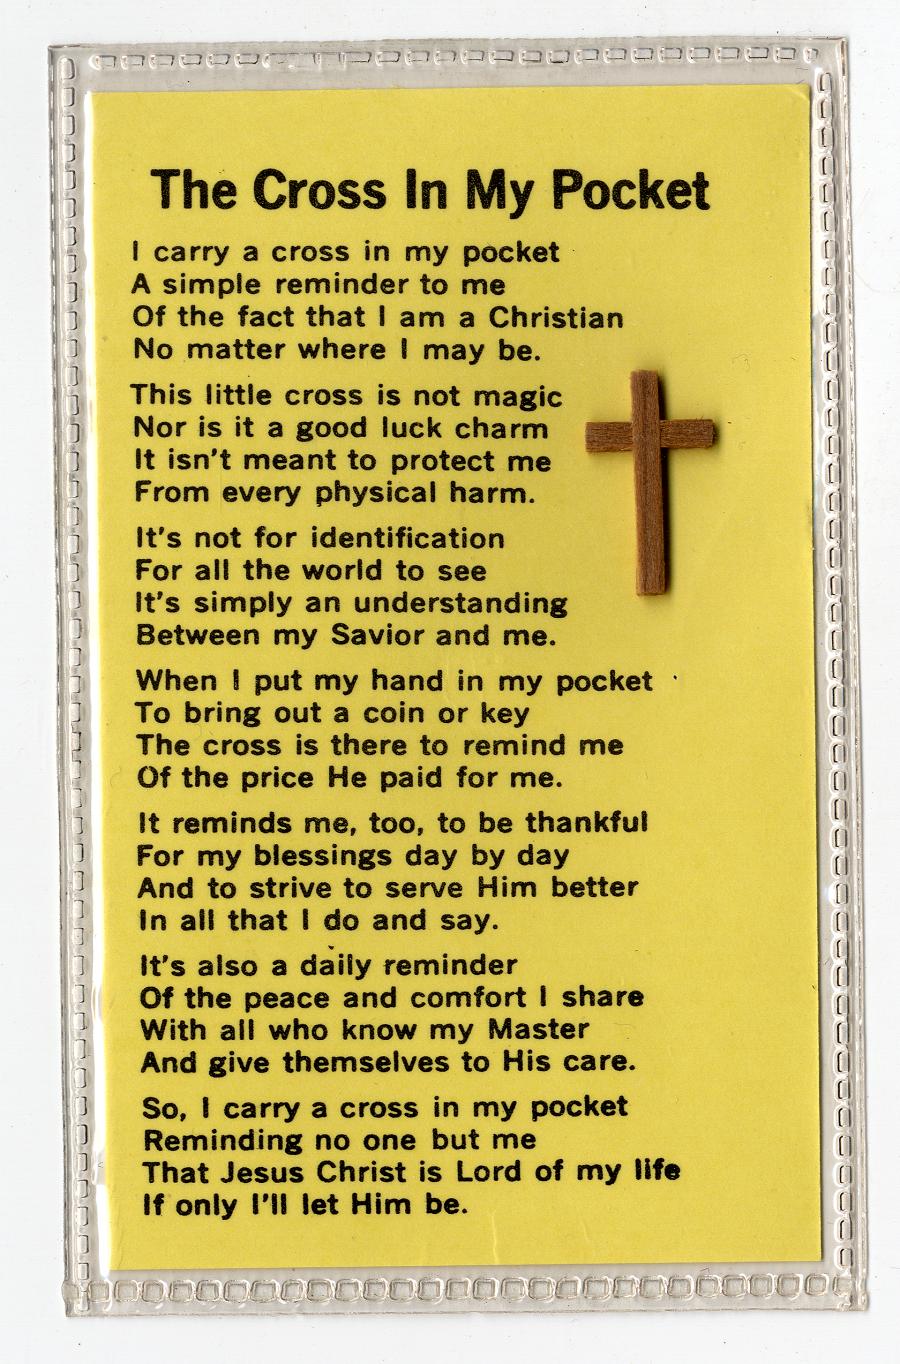 The Cross In My Pocket
I carry a cross in my pocket
A simple reminder to me
Of the fact that I am a Christian
No matter where I may be.
This little cross is not magic
Nor is it a good luck charm
It isn't meant to protect me
From every physical harm.
It's not for identification
For all the world to see
It's simply an understanding
Between my Savior and me.
When I put my hand in my pocket
To bring out a coin or key
The cross is there to remind me
Of the price He paid for me.
It reminds me, too, to be thankful
For my blessings day by day
And to strive to serve Him better
In all that I do and say.
It's also a daily reminder
Of the peace and comfort I share
With all who know my Master
And give themselves to His care.
So, I carry a cross in my pocket
Reminding no one but me
That Jesus Christ is Lord of my life
If only I'll let Him be.